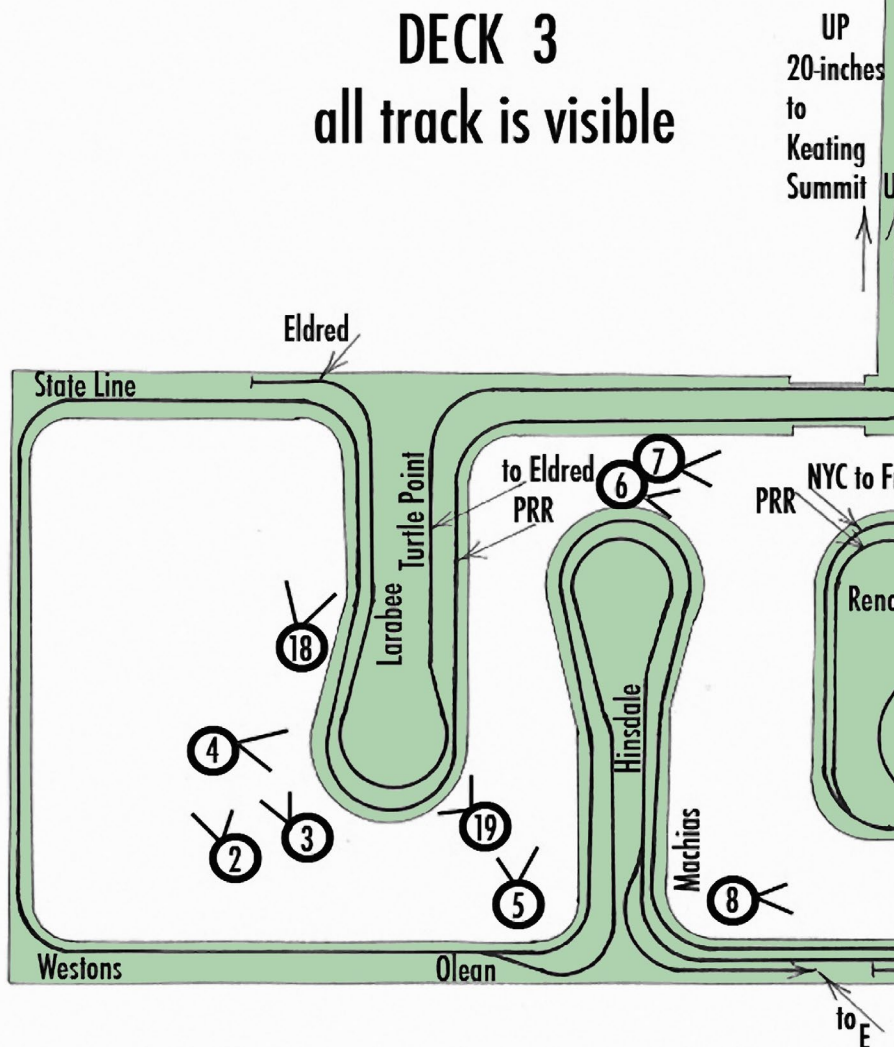 DECK 3
all track is visible
UP
20-inches
to
Keating
Summit
Eldred
State Line
to Eldred
PRR
Turtle Point
Larabee
7
6
NYC to
PRR
18
4
3
2
19
5
Hinsdale
Machias
8
Westons
Olean
to
E